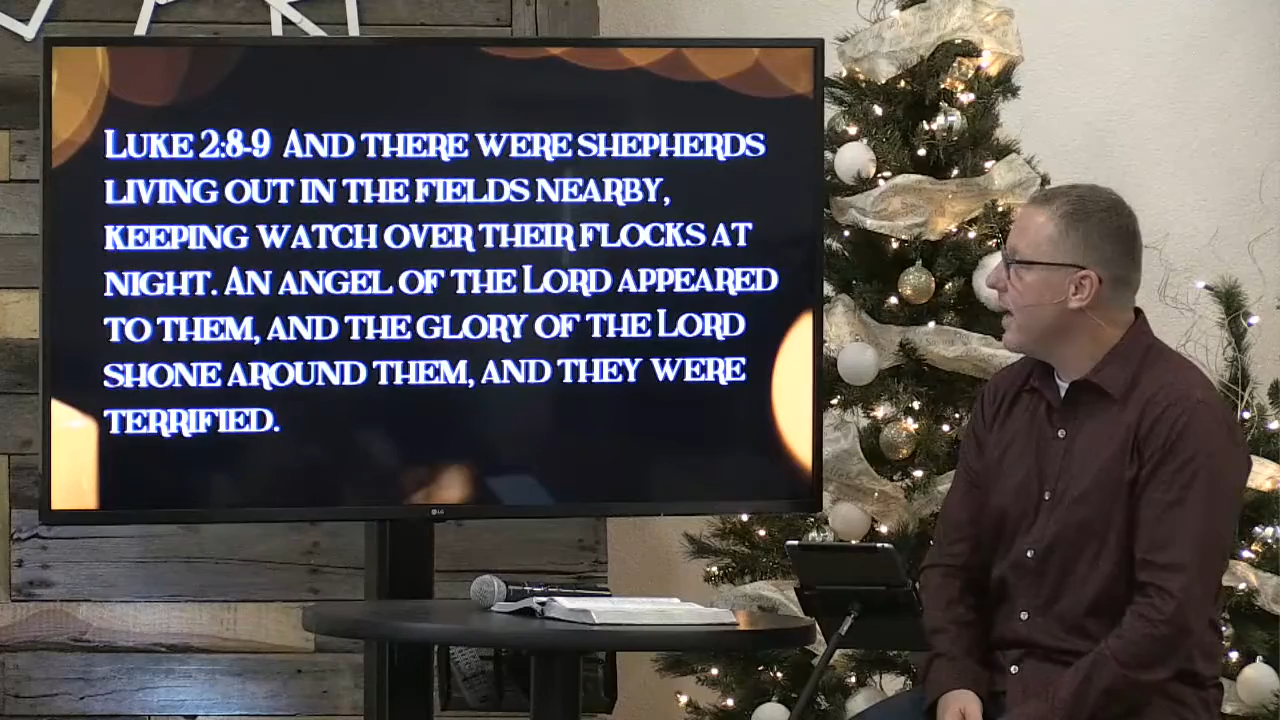 Luke 2:8-9 And there were shepherds
living out in the fields nearby,
keeping watch over their flocks at
night. An angel of the Lord appeared
to them, and the glory of the Lord
shone around them, and they were
terrified.
LG